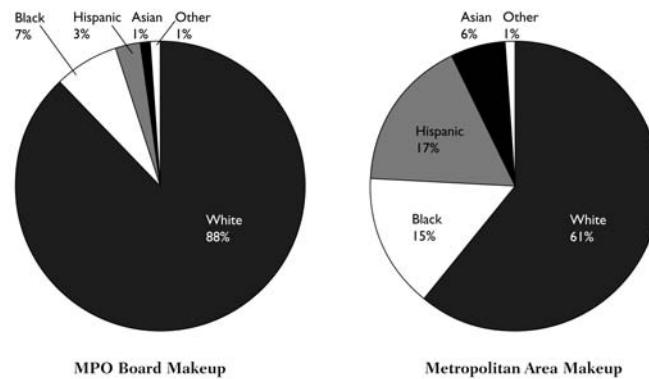 Black
7%
Hispanic
3%
Asian
1%
Other
1%
White
88%
MPO Board Makeup
Asian
6%
Other
1%
Hispanic
17%
Black
15%
White
61%
Metropolitan Area Makeup